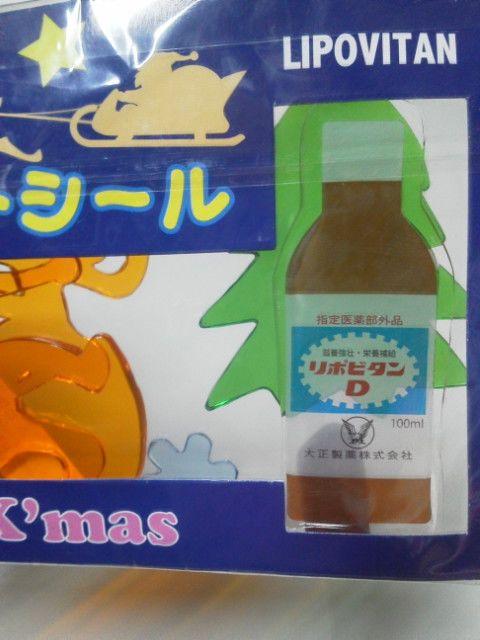 LIPOVITAN
ーシール
指定医薬部外品
滋養強壮・栄養補給
リポビタン
D
100ml
大正製薬株式会社
X'mas